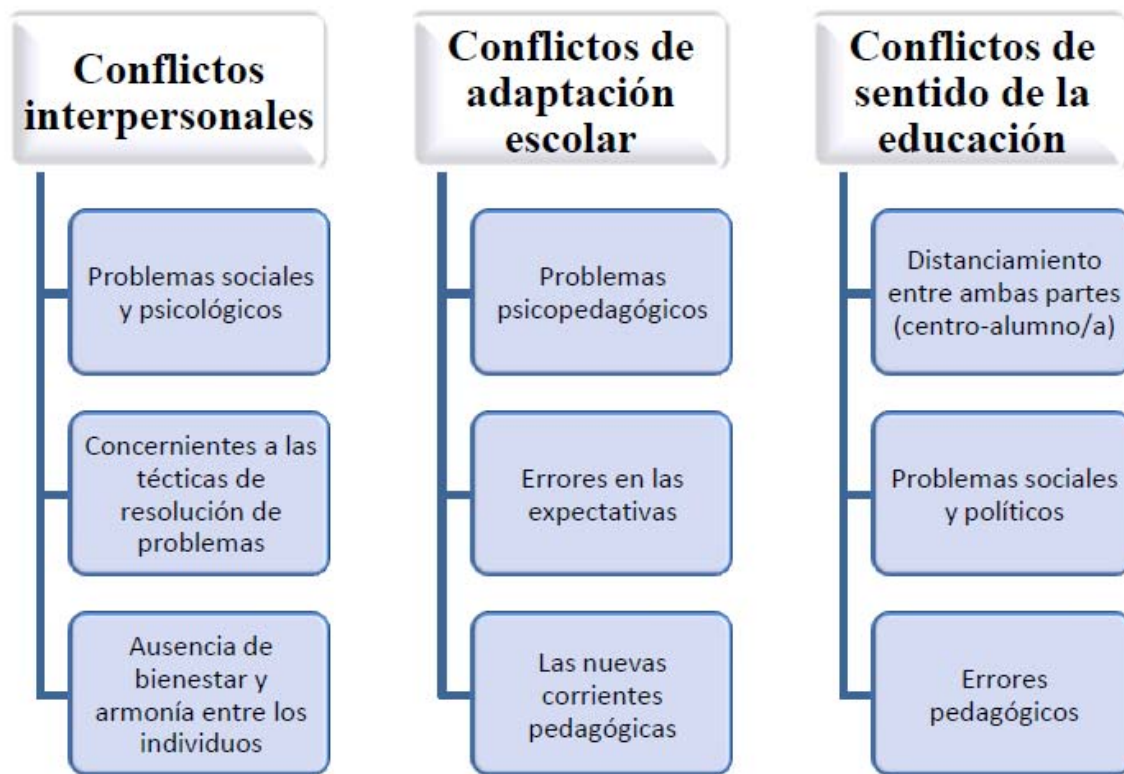 Conflictos
interpersonales
Problemas sociales
y psicológicos
Concernientes a las
técticas de
resolución de
problemas
Ausencia de
bienestar y
armonía entre los
individuos
Conflictos de
adaptación
escolar
Problemas
psicopedagógicos
Errores en las
expectativas
Las nuevas
corrientes
pedagógicas
Conflictos de
sentido de la
educación
Distanciamiento
entre ambas partes
(centro-alumno/a)
Problemas sociales
y políticos
Errores
pedagógicos